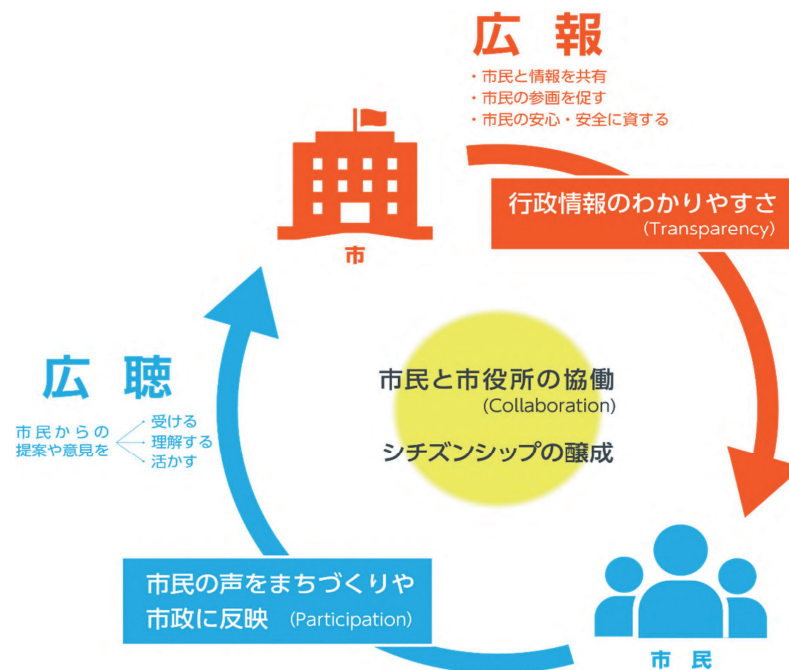 広報
・市民と情報を共有
・市民の参画を促す
・市民の安心・安全に資する
行政情報のわかりやすさ
(Transparency)
市
広聴
市民からの
提案や意見を
受ける
理解する
活かす
市民と市役所の協働
(Collaboration)
シチズンシップの醸成
市民の声をまちづくりや
市政に反映 (Participation)
市民